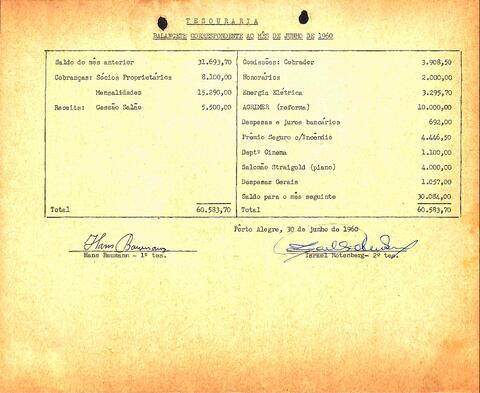 TESOURARIA
BALANCETE CORRESPONDENTE AO MÊS DE JUNHO DE 1960
Saldo do mês anterior 31.693,70
Cobranças: Sócios Proprietários 8.100,00
Mensalidades 15.290,00
Receita: Cessão Salão 5.500,00
Total 60.583,70
Comissões: Cobrador 3.908,50
Honorários 2.000,00
Energia Elétrica 3.295,70
AGRIMER (reforma) 10.000,00
Despesas e juros bancários 692,00
Prêmio Seguro c/Incêndio 4.446,50
Deptº Cinema 1.100,00
Salomão Straigold (piano) 4.000,00
Despesas Gerais 1.057,00
Saldo para o mês seguinte 30.084,00
Total 60.583,70
Pôrto Alegre, 30 de junho de 1960
Hans Baumann
Hans Baumann - 1º tes.
Israel Rotenberg- 2º tes.